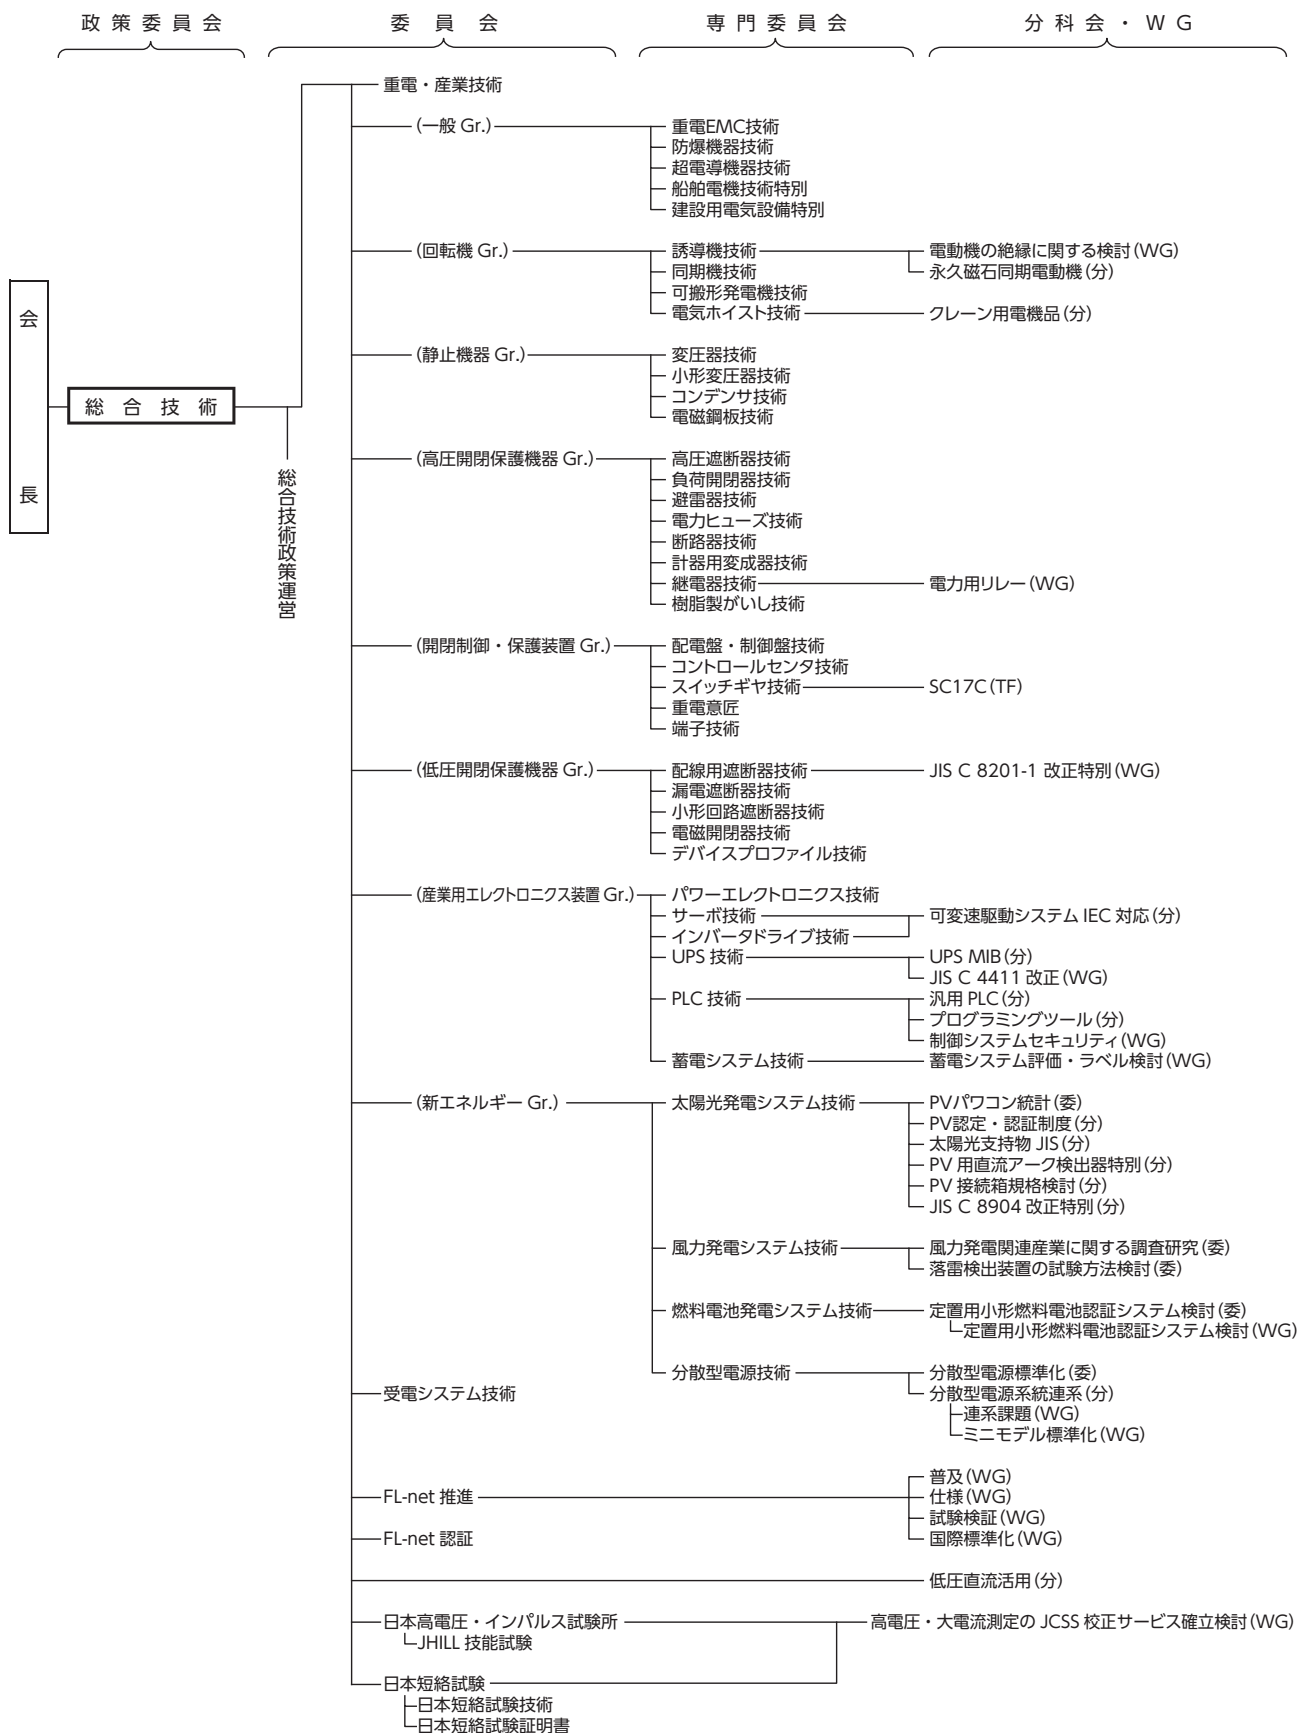 政策委員会 委員会 専門委員会 分科会・WG
会長
総合技術
総合技術政策運営
重電・産業技術
(一般 Gr.) 重電EMC技術
防爆機器技術
超電導機器技術
船舶電機技術特別
建設用電気設備特別
(回転機 Gr.) 誘導機技術 電動機の絶縁に関する検討(WG)
同期機技術 永久磁石同期電動機(分)
可搬形発電機技術
電気ホイスト技術 クレーン用電機品(分)
(静止機器 Gr.) 変圧器技術
小形変圧器技術
コンデンサ技術
電磁鋼板技術
(高圧開閉保護機器 Gr.) 高圧遮断器技術
負荷開閉器技術
避雷器技術
電力ヒューズ技術
断路器技術
計器用変成器技術
継電器技術 電力用リレー(WG)
樹脂製がいし技術
(開閉制御・保護装置 Gr.) 配電盤・制御盤技術
コントロールセンタ技術
スイッチギヤ技術 SC17C(TF)
重電意匠
端子技術
(低圧開閉保護機器 Gr.) 配線用遮断器技術 JIS C 8201-1 改正特別(WG)
漏電遮断器技術
小形回路遮断器技術
電磁開閉器技術
デバイスプロファイル技術
(産業用エレクトロニクス装置 Gr.) パワーエレクトロニクス技術
サーボ技術 可変速駆動システム IEC 対応(分)
インバータドライブ技術
UPS 技術 UPS MIB(分)
JIS C 4411 改正(WG)
PLC 技術 汎用 PLC(分)
プログラミングツール(分)
制御システムセキュリティ(WG)
蓄電システム技術 蓄電システム評価・ラベル検討(WG)
(新エネルギー Gr.) 太陽光発電システム技術 PVパワコン統計(委)
PV認定・認証制度(分)
太陽光支持物 JIS(分)
PV 用直流アーク検出器特別(分)
PV 接続箱規格検討(分)
JIS C 8904 改正特別(分)
風力発電システム技術 風力発電関連産業に関する調査研究(委)
落雷検出装置の試験方法検討(委)
燃料電池発電システム技術 定置用小形燃料電池認証システム検討(委)
定置用小形燃料電池認証システム検討(WG)
分散型電源技術 分散型電源標準化(委)
受電システム技術 分散型電源系統連系(分)
連系課題(WG)
ミニモデル標準化(WG)
普及(WG)
FL-net 推進 仕様(WG)
試験検証(WG)
FL-net 認証 国際標準化(WG)
低圧直流活用(分)
日本高電圧・インパルス試験所 高電圧・大電流測定の JCSS 校正サービス確立検討(WG)
JHILL 技能試験
日本短絡試験
日本短絡試験技術
日本短絡試験証明書